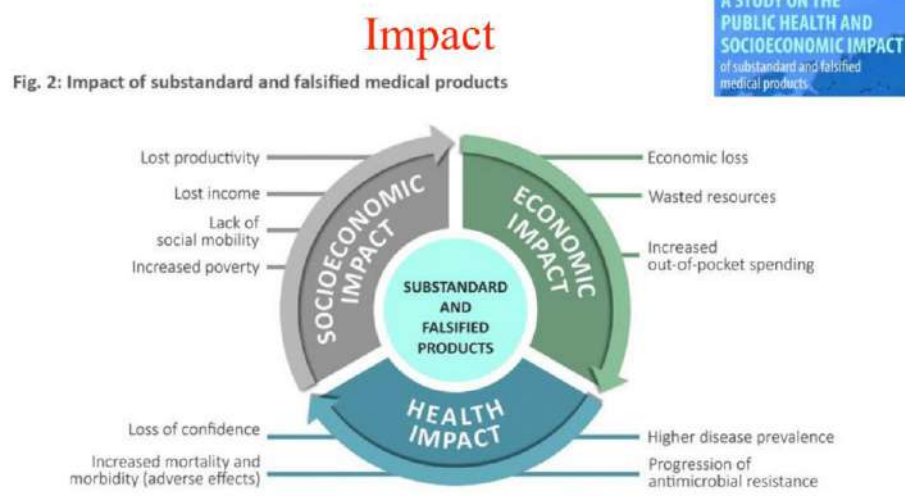 Impact
A STUDY ON THE
PUBLIC HEALTH AND
SOCIOECONOMIC IMPACT
of substandard and falsified
medical products
Fig. 2: Impact of substandard and falsified medical products
Lost productivity
Lost income
Lack of
social mobility
Increased poverty
SOCIOECONOMIC
IMPACT
ECONOMIC
IMPACT
Economic loss
Wasted resources
Increased
out-of-pocket spending
SUBSTANDARD
AND
FALSIFIED
PRODUCTS
HEALTH
IMPACT
Loss of confidence
Increased mortality and
morbidity (adverse effects)
Higher disease prevalence
Progression of
antimicrobial resistance